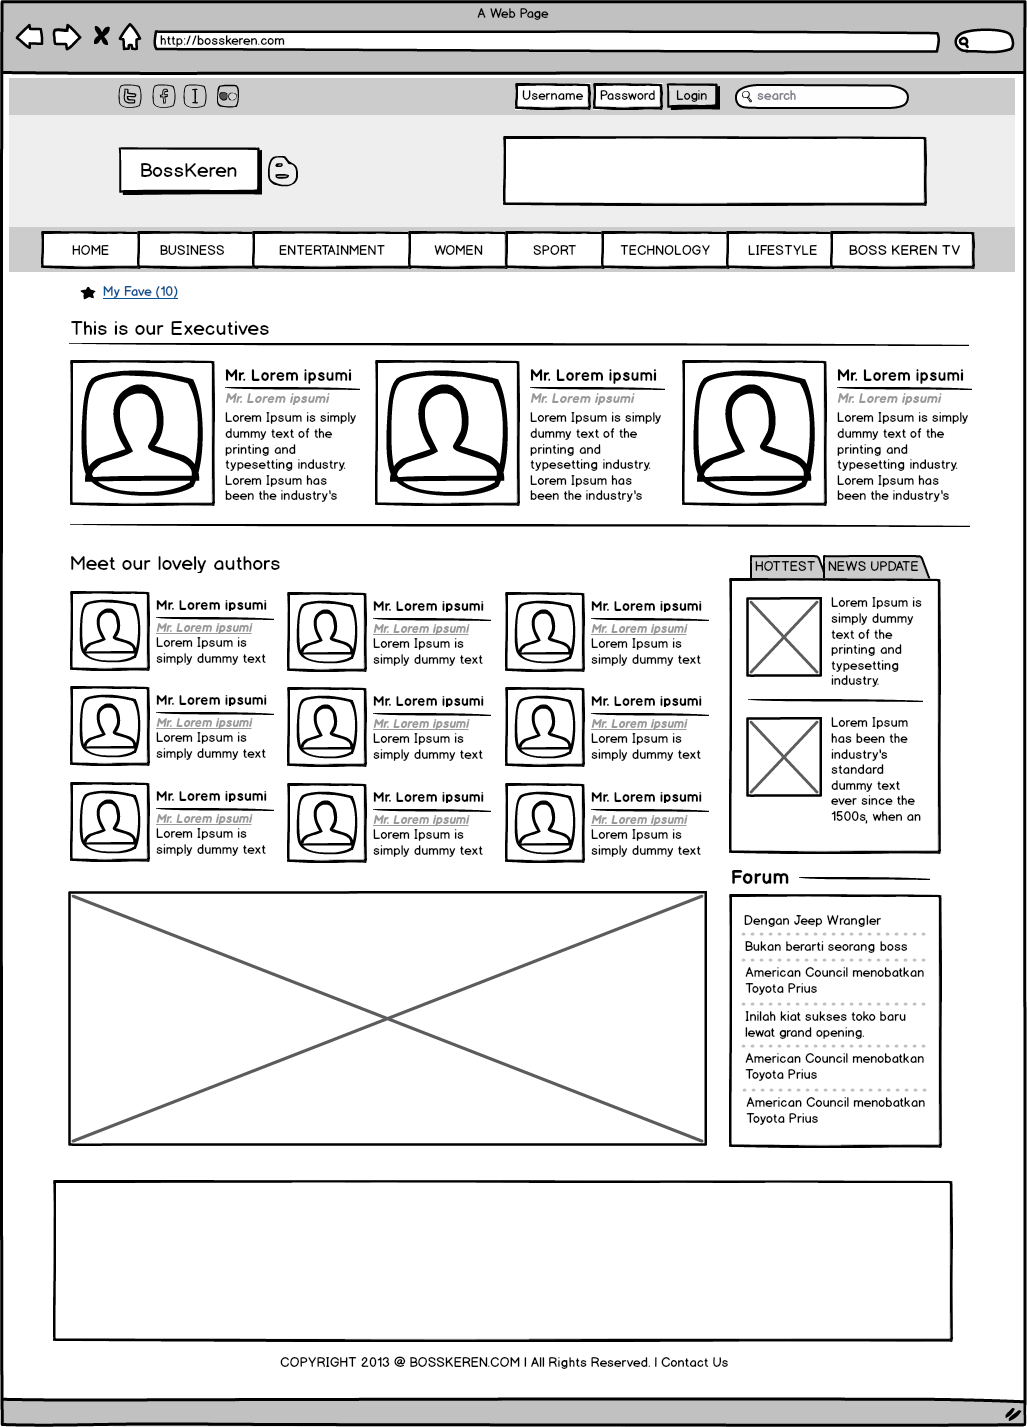 A Web Page
http://bosskeren.com
Username Password Login search
BossKeren
HOME BUSINESS ENTERTAINMENT WOMEN SPORT TECHNOLOGY LIFESTYLE BOSS KEREN TV
My Fave (10)
This is our Executives
Mr. Lorem ipsumi
Mr. Lorem ipsumi
Lorem Ipsum is simply
dummy text of the
printing and
typesetting industry.
Lorem Ipsum has
been the industry's
Mr. Lorem ipsumi
Mr. Lorem ipsumi
Lorem Ipsum is simply
dummy text of the
printing and
typesetting industry.
Lorem Ipsum has
been the industry's
Mr. Lorem ipsumi
Mr. Lorem ipsumi
Lorem Ipsum is simply
dummy text of the
printing and
typesetting industry.
Lorem Ipsum has
been the industry's
Meet our lovely authors
Mr. Lorem ipsumi
Mr. Lorem ipsumi
Lorem Ipsum is
simply dummy text
Mr. Lorem ipsumi
Mr. Lorem ipsumi
Lorem Ipsum is
simply dummy text
Mr. Lorem ipsumi
Mr. Lorem ipsumi
Lorem Ipsum is
simply dummy text
Mr. Lorem ipsumi
Mr. Lorem ipsumi
Lorem Ipsum is
simply dummy text
Mr. Lorem ipsumi
Mr. Lorem ipsumi
Lorem Ipsum is
simply dummy text
Mr. Lorem ipsumi
Mr. Lorem ipsumi
Lorem Ipsum is
simply dummy text
Mr. Lorem ipsumi
Mr. Lorem ipsumi
Lorem Ipsum is
simply dummy text
Mr. Lorem ipsumi
Mr. Lorem ipsumi
Lorem Ipsum is
simply dummy text
Mr. Lorem ipsumi
Mr. Lorem ipsumi
Lorem Ipsum is
simply dummy text
HOTTEST NEWS UPDATE
Lorem Ipsum is
simply dummy
text of the
printing and
typesetting
industry.
Lorem Ipsum
has been the
industry's
standard
dummy text
ever since the
1500s, when an
Forum
Dengan Jeep Wrangler
Bukan berarti seorang boss
American Council menobatkan
Toyota Prius
Inilah kiat sukses toko baru
lewat grand opening.
American Council menobatkan
Toyota Prius
American Council menobatkan
Toyota Prius
COPYRIGHT 2013 @ BOSSKEREN.COM | All Rights Reserved. | Contact Us